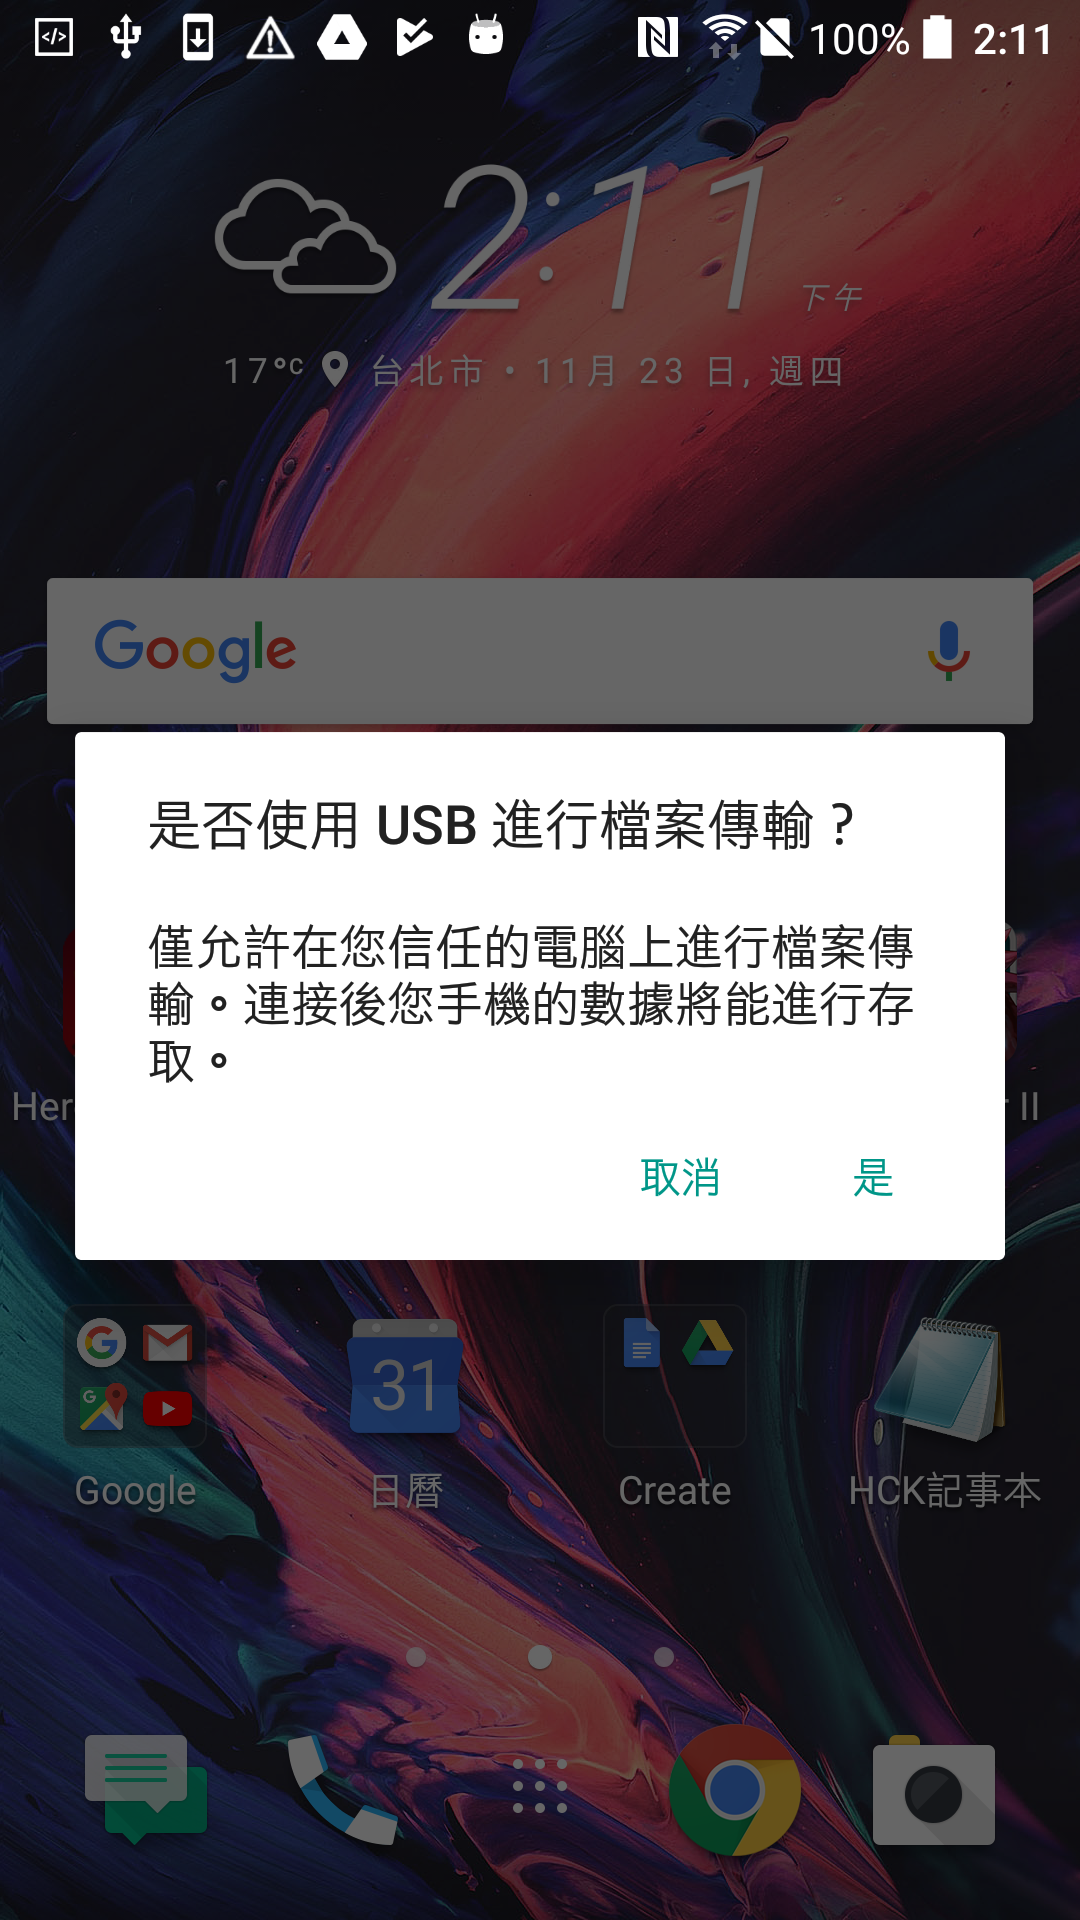 100% 2:11
2:11 下午
17°C 台北市 • 11月 23 日, 週四
Google
是否使用 USB 進行檔案傳輸？
僅允許在您信任的電腦上進行檔案傳
輸。連接後您手機的數據將能進行存
取。
取消 是
Her
II
31
Google 日曆 Create HCK記事本